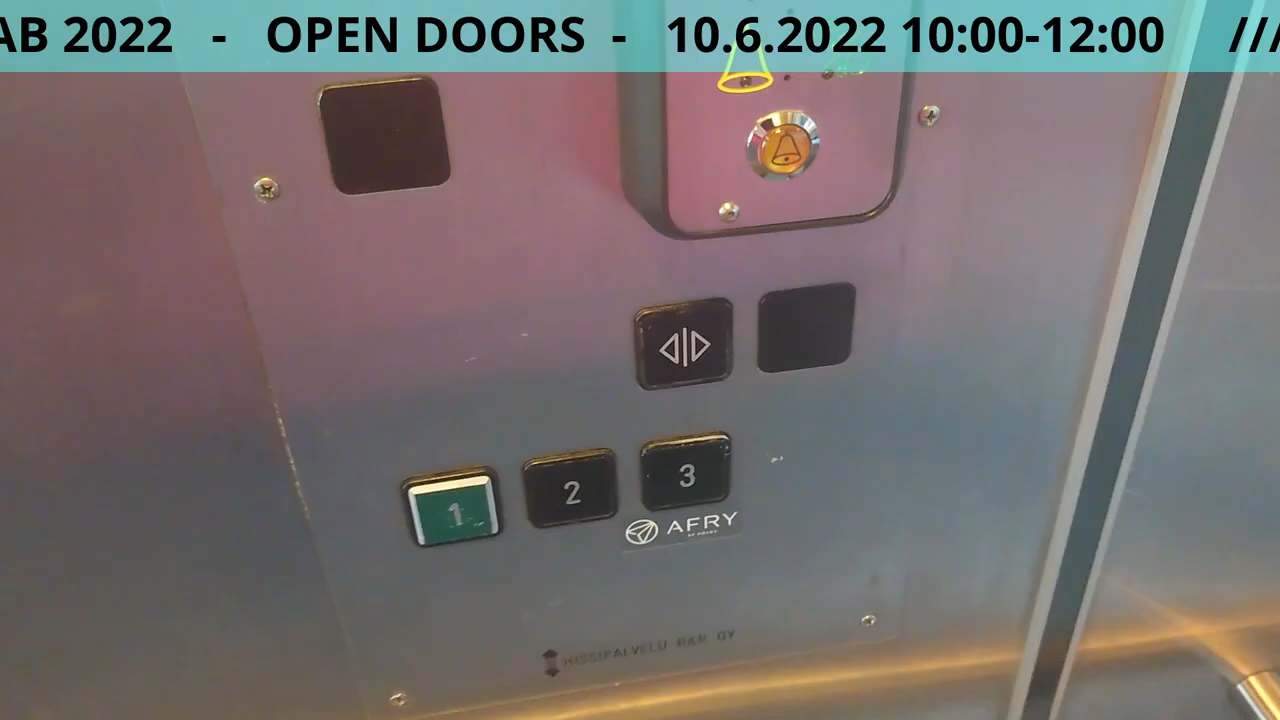 AB 2022 - OPEN DOORS - 10.6.2022 10:00-12:00 ///
1 2 3
AFRY
HISSIPALVELU R&R OY